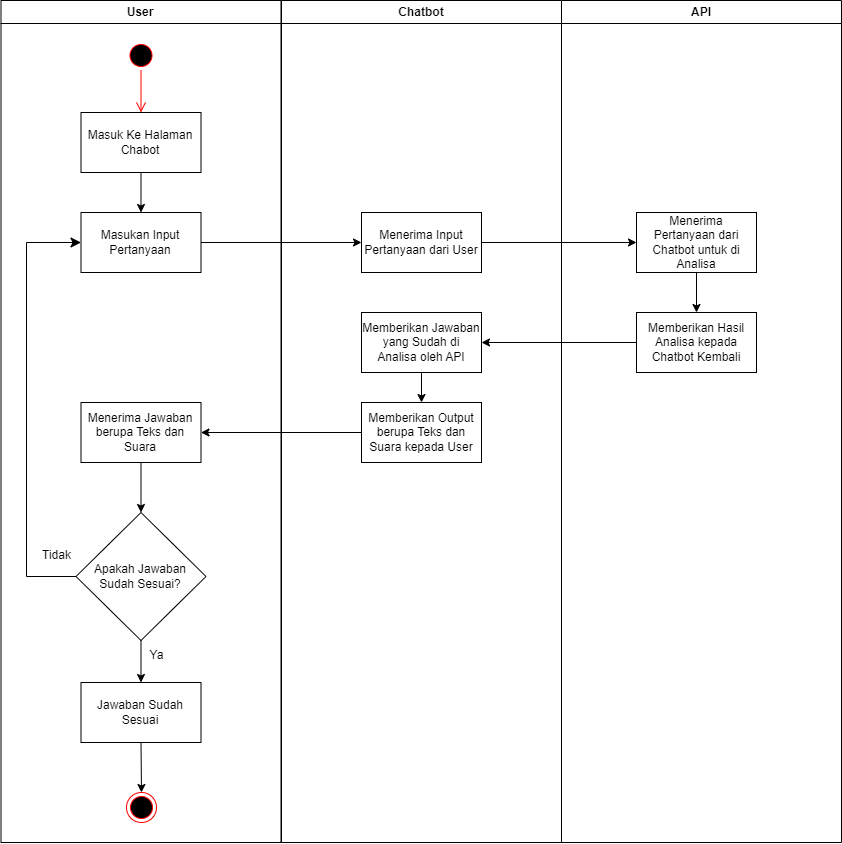 User
Chatbot
API
Masuk Ke Halaman
Chabot
Masukan Input
Pertanyaan
Menerima Input
Pertanyaan dari User
Menerima
Pertanyaan dari
Chatbot untuk di
Analisa
Memberikan Jawaban
yang Sudah di
Analisa oleh API
Memberikan Hasil
Analisa kepada
Chatbot Kembali
Menerima Jawaban
berupa Teks dan
Suara
Memberikan Output
berupa Teks dan
Suara kepada User
Tidak
Apakah Jawaban
Sudah Sesuai?
Ya
Jawaban Sudah
Sesuai